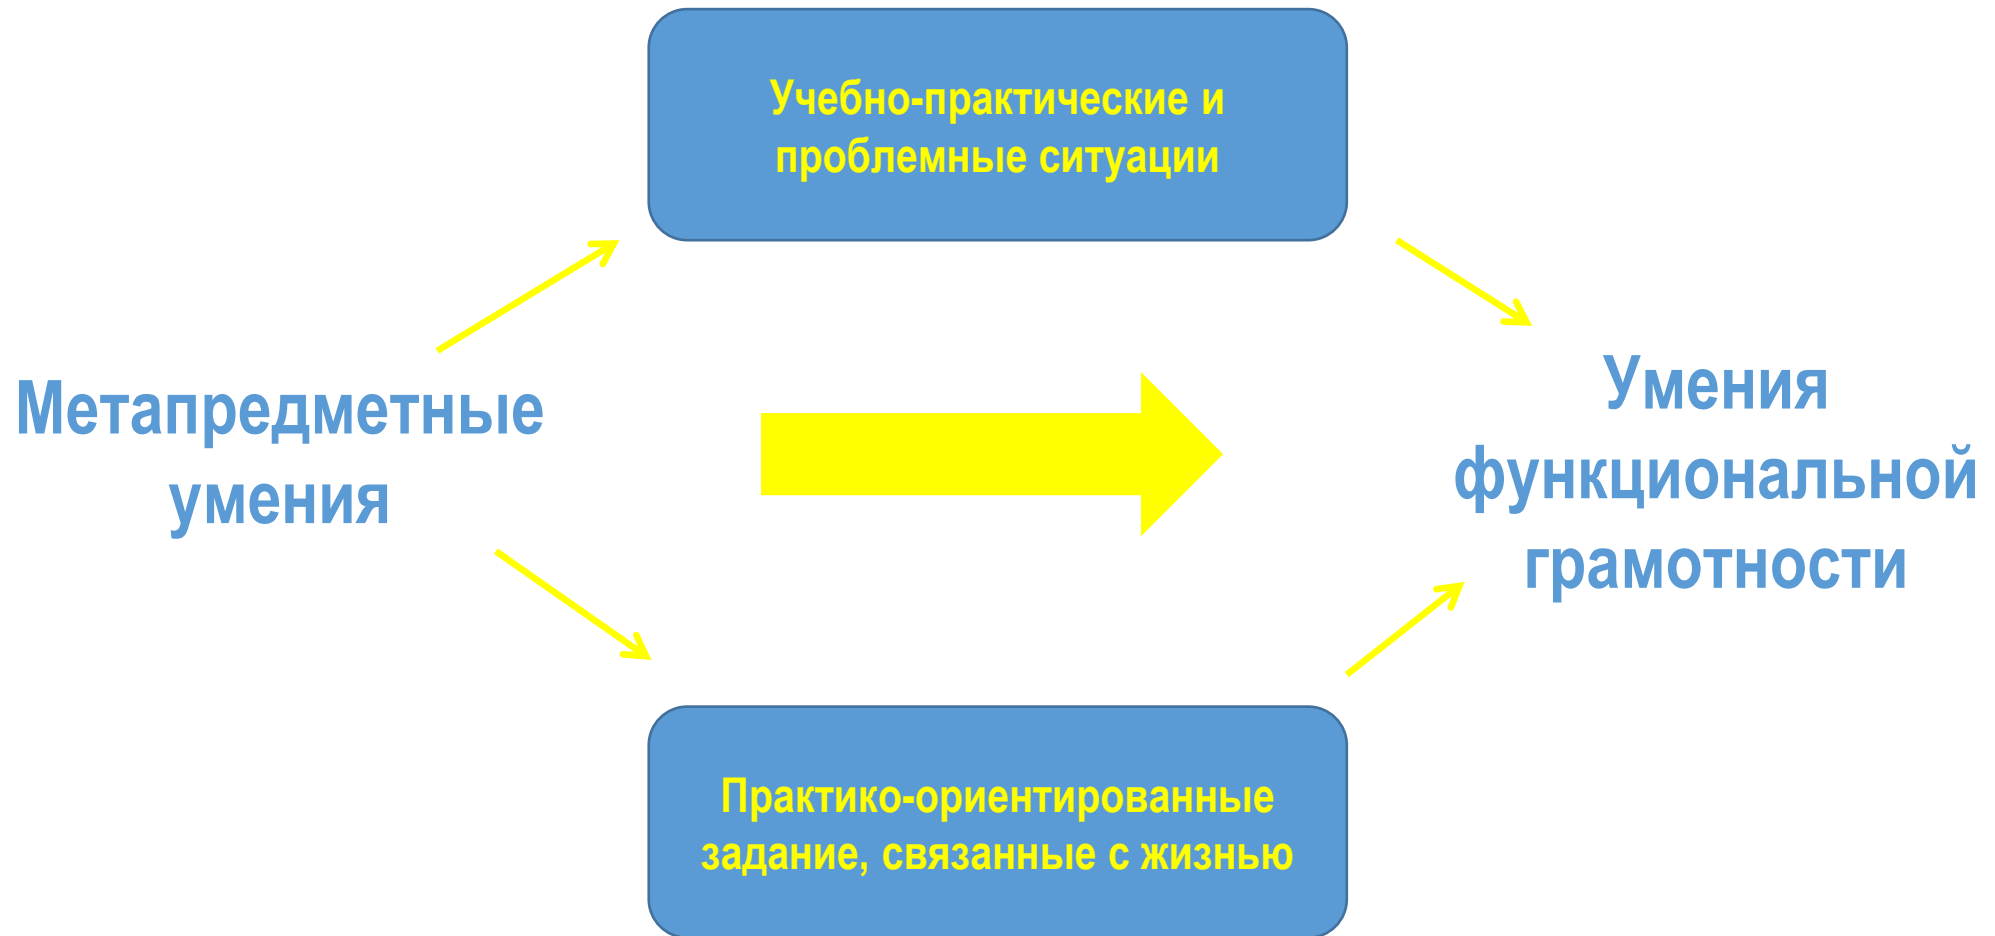 Учебно-практические и
проблемные ситуации
Метапредметные
умения
Умения
функциональной
грамотности
Практико-ориентированные
задание, связанные с жизнью